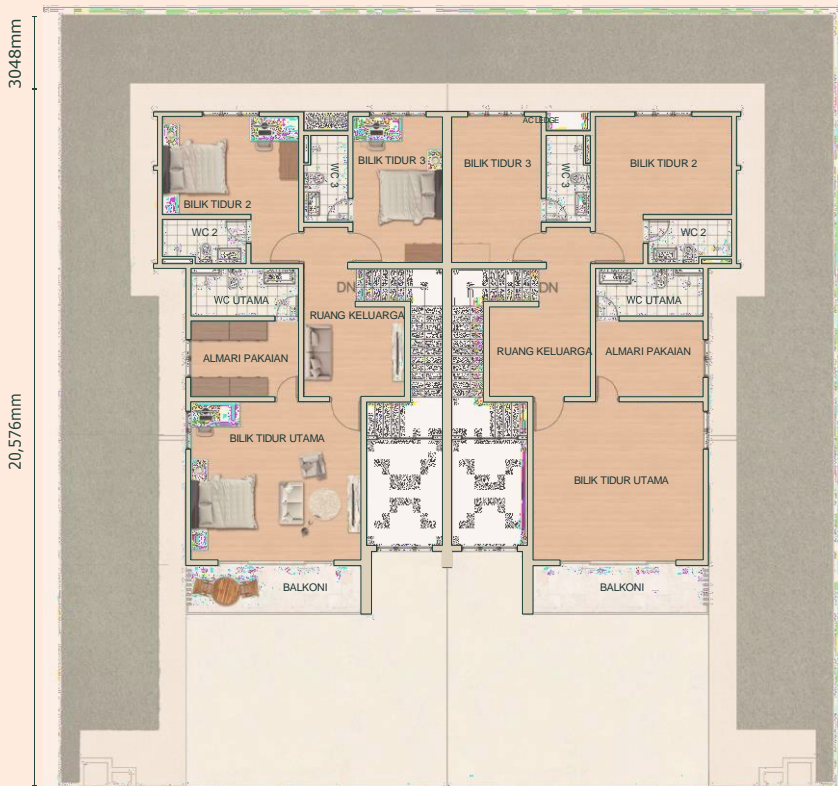 3048mm
20,576mm
AC LEDGE
BILIK TIDUR 3
BILIK TIDUR 3
BILIK TIDUR 2
WC 3
WC 3
BILIK TIDUR 2
WC 2
WC 2
DN
DN
WC UTAMA
WC UTAMA
RUANG KELUARGA
RUANG KELUARGA
ALMARI PAKAIAN
ALMARI PAKAIAN
BILIK TIDUR UTAMA
BILIK TIDUR UTAMA
BALKONI
BALKONI